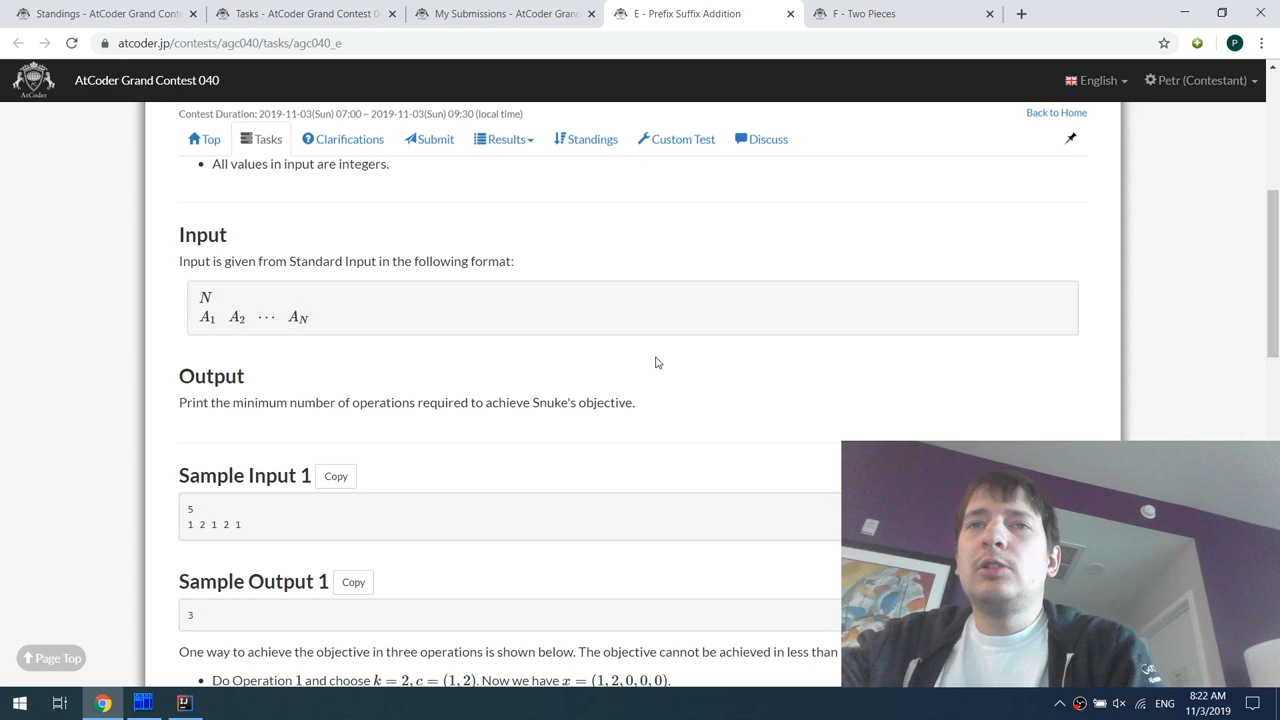 Standings - AtCoder Grand Conte
Tasks - AtCoder Grand Contest 0
My Submissions - AtCoder Grand
E - Prefix Suffix Addition
F - Two Pieces
atcoder.jp/contests/agc040/tasks/agc040_e
P
AtCoder
AtCoder Grand Contest 040
English
Petr (Contestant)
Contest Duration: 2019-11-03(Sun) 07:00 ~ 2019-11-03(Sun) 09:30 (local time)
Back to Home
Top
Tasks
Clarifications
Submit
Results
Standings
Custom Test
Discuss
• All values in input are integers.
Input
Input is given from Standard Input in the following format:
N
A1 A2 ⋯ AN
Output
Print the minimum number of operations required to achieve Snuke's objective.
Sample Input 1
Copy
5
1 2 1 2 1
Sample Output 1
Copy
3
One way to achieve the objective in three operations is shown below. The objective cannot be achieved in less than
• Do Operation 1 and choose k = 2, c = (1, 2). Now we have x = (1, 2, 0, 0, 0).
Page Top
ENG
8:22 AM
11/3/2019